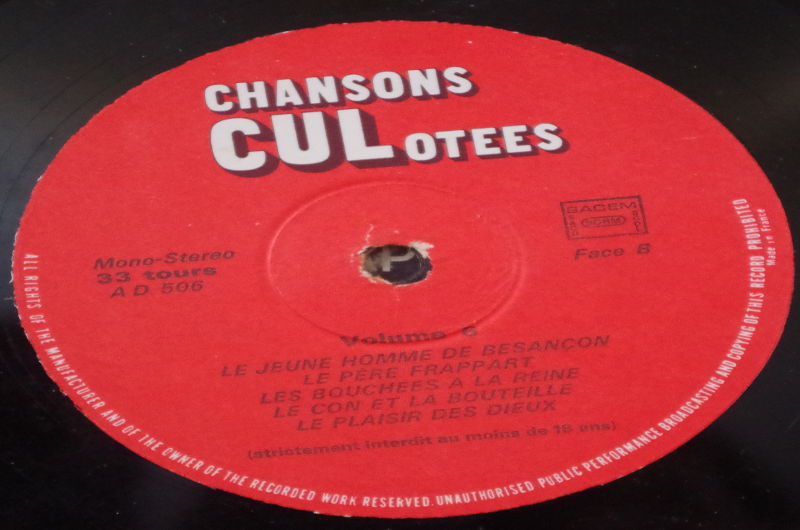 CHANSONS
CULOTEES
Mono-Stereo
33 tours
AD 506
SACEM
Face B
Volume 6
LE JEUNE HOMME DE BESANÇON
LE PÈRE FRAPPART
LES BOUCHEES A LA REINE
LE CON ET LA BOUTEILLE
LE PLAISIR DES DIEUX
(strictement interdit au moins de 18 ans)
ALL RIGHTS OF THE MANUFACTURER AND OF THE OWNER OF THE RECORDED WORK RESERVED. UNAUTHORISED PUBLIC PERFORMANCE BROADCASTING AND COPYING OF THIS RECORD PROHIBITED
Made in France